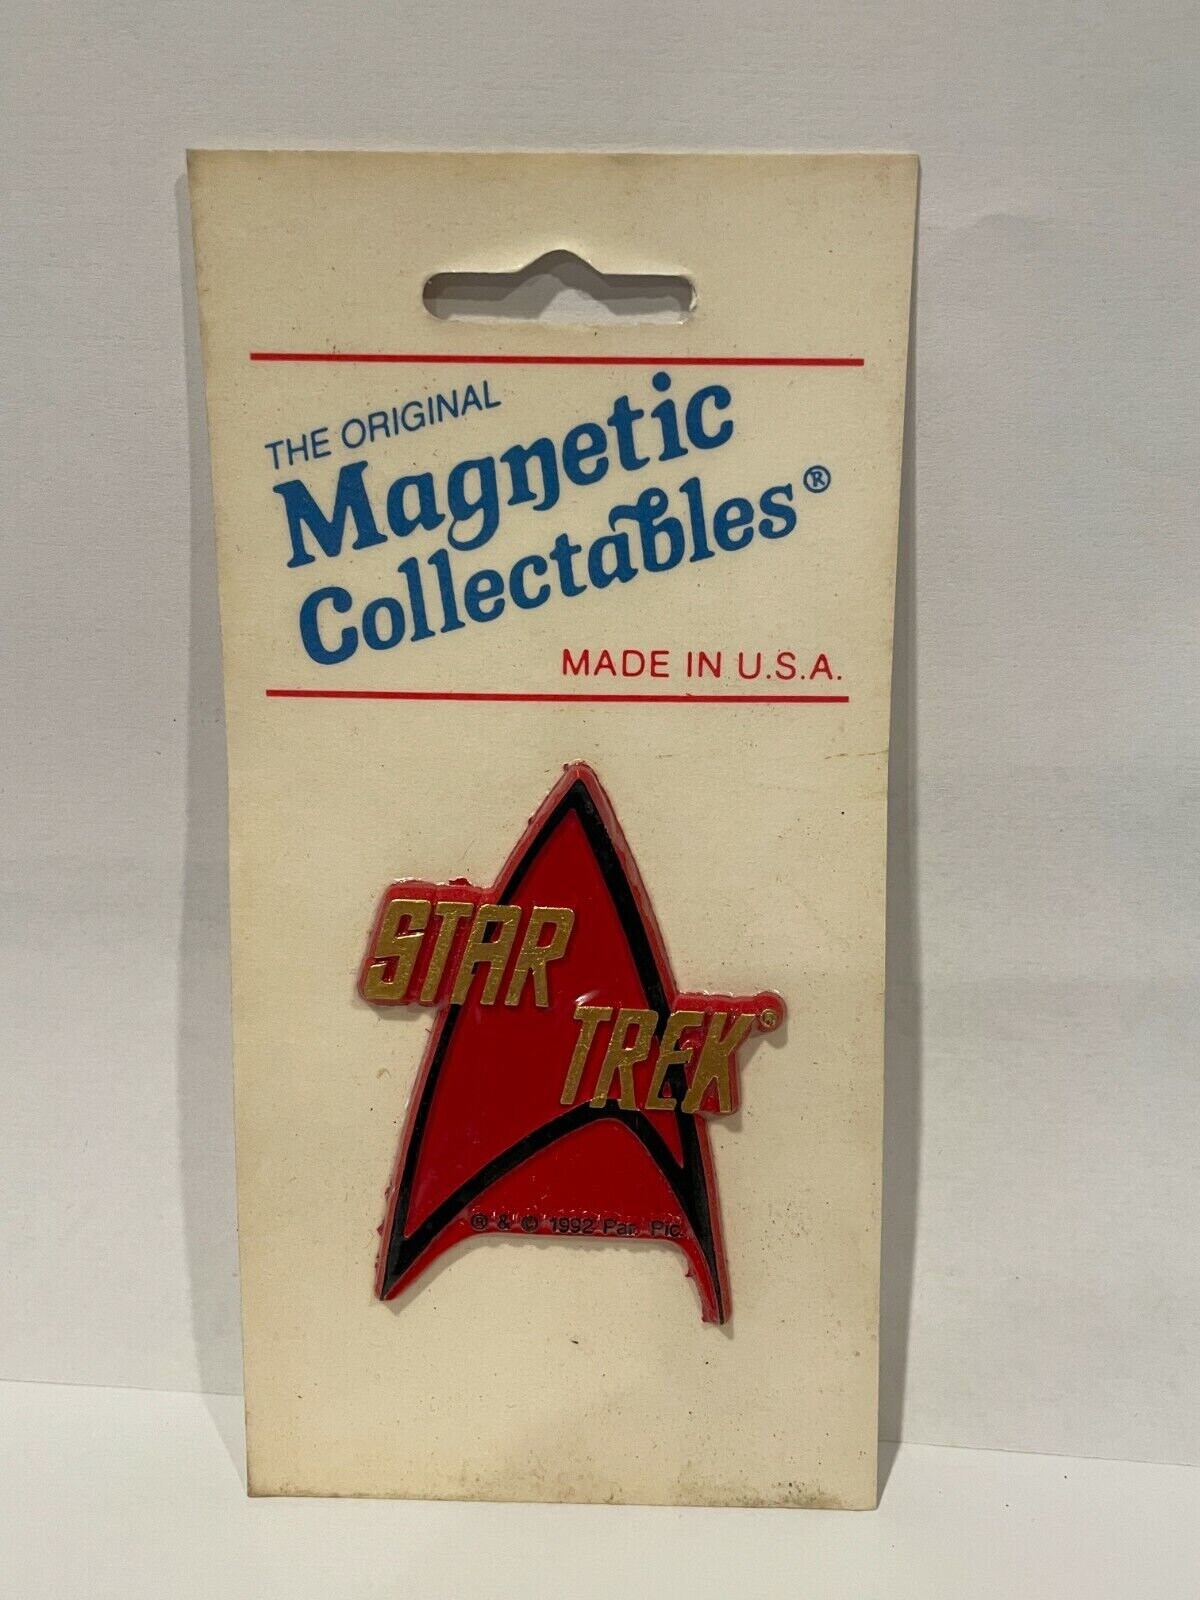 THE ORIGINAL
Magnetic
Collectables®
MADE IN U.S.A.
STAR
TREK®
® & © 1992 Par. Pic.